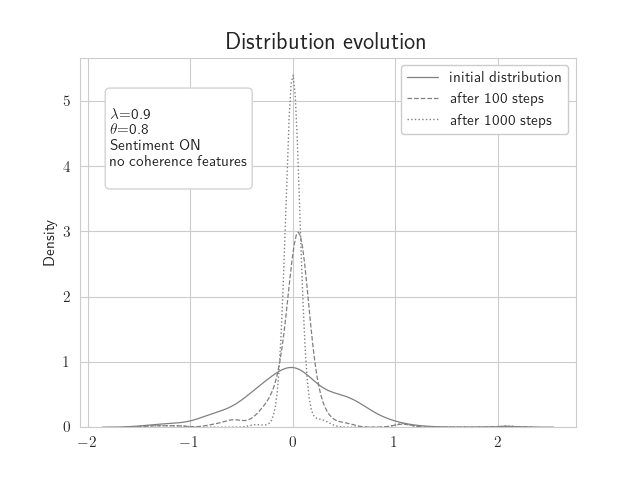 Distribution evolution
initial distribution
after 100 steps
after 1000 steps
λ=0.9
θ=0.8
Sentiment ON
no coherence features
Density
5
4
3
2
1
0
−2
−1
0
1
2